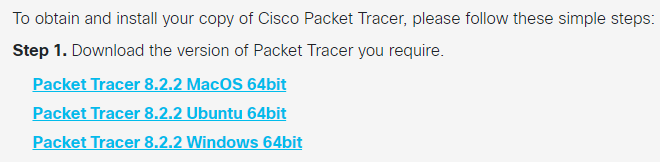 To obtain and install your copy of Cisco Packet Tracer, please follow these simple steps:
Step 1. Download the version of Packet Tracer you require.
Packet Tracer 8.2.2 MacOS 64bit
Packet Tracer 8.2.2 Ubuntu 64bit
Packet Tracer 8.2.2 Windows 64bit